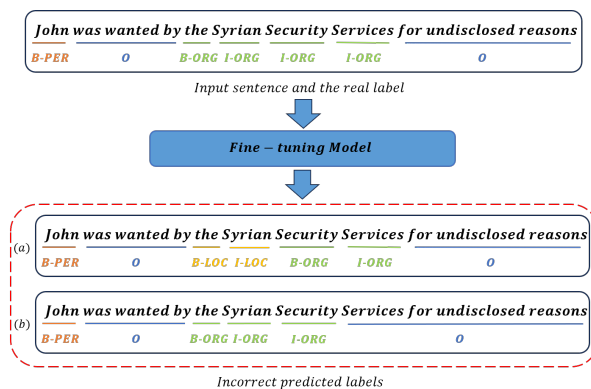 John was wanted by the Syrian Security Services for undisclosed reasons
B-PER O B-ORG I-ORG I-ORG I-ORG O
Input sentence and the real label
Fine − tuning Model
(a) John was wanted by the Syrian Security Services for undisclosed reasons
B-PER O B-LOC I-LOC B-ORG I-ORG O
(b) John was wanted by the Syrian Security Services for undisclosed reasons
B-PER O B-ORG I-ORG I-ORG O
Incorrect predicted labels